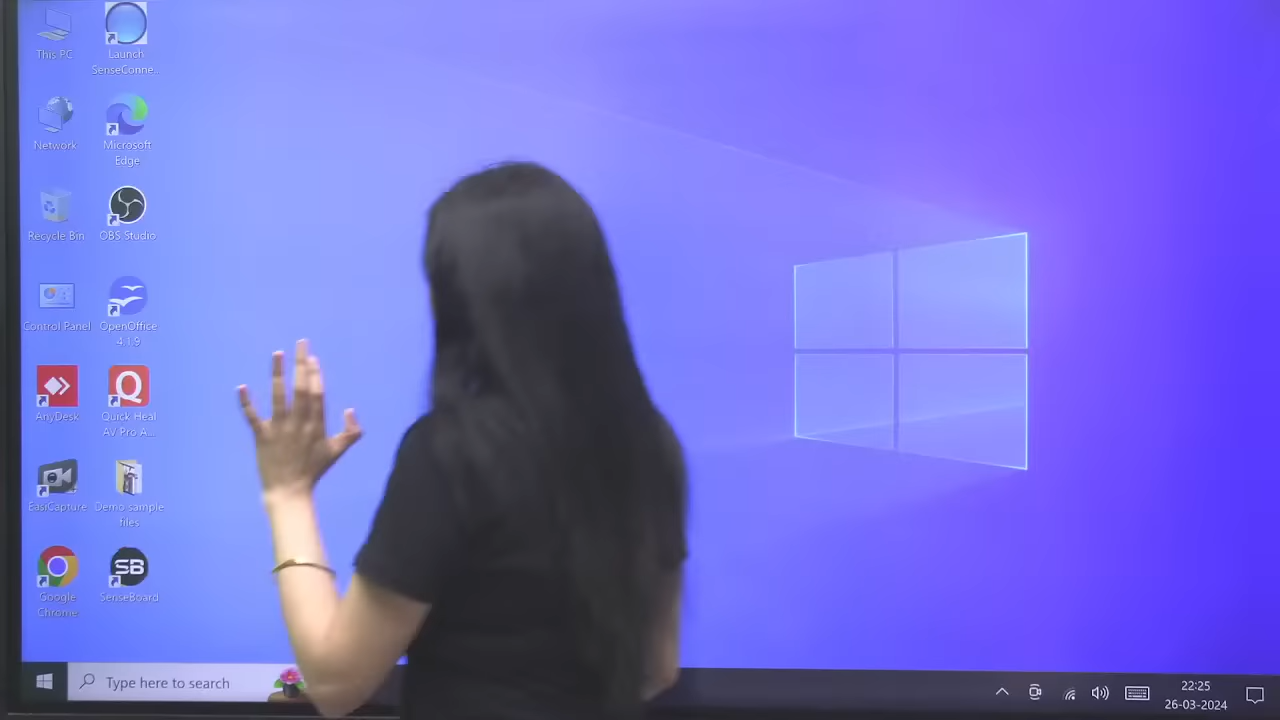 This PC
Launch
SenseConne..
Network
Microsoft
Edge
Recycle Bin
OBS Studio
Control Panel
OpenOffice
4.1.9
AnyDesk
Q
Quick Heal
AV Pro A...
EasiCapture
Demo sample
files
Google
Chrome
SB
SenseBoard
Type here to search
22:25
26-03-2024